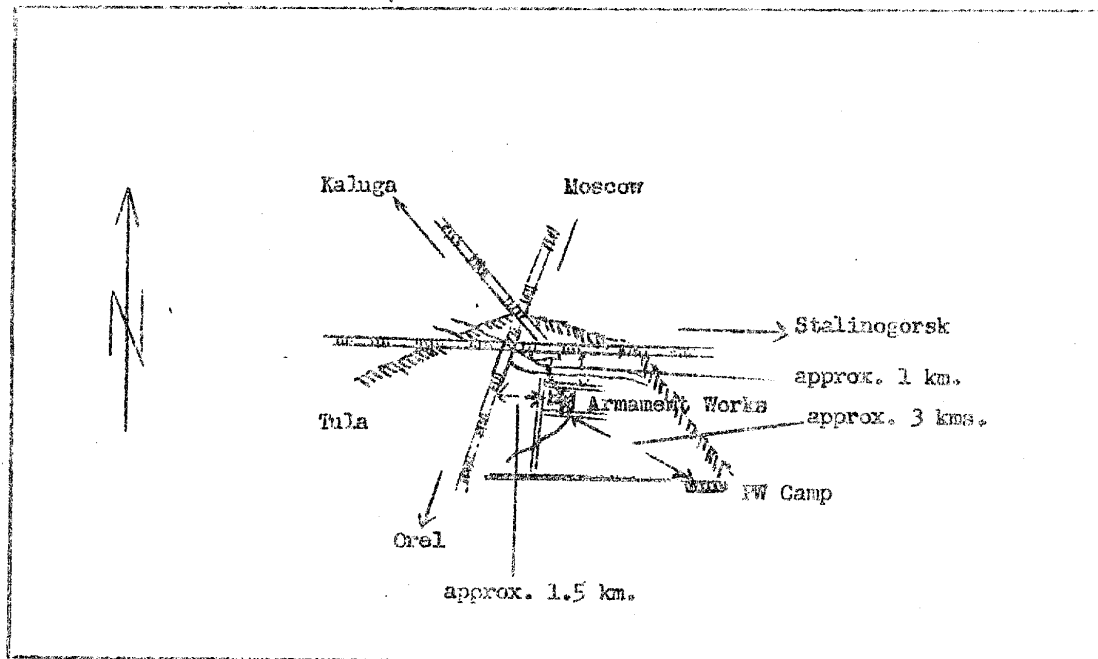 Kaluga
Moscow
N
Stalinogorsk
approx. 1 km.
Armament Works
Tula
approx. 3 kms.
PW Camp
Orel
approx. 1.5 km.